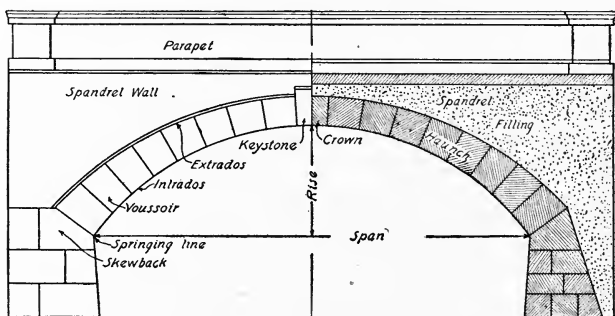 Parapet
Spandrel Wall
Spandrel
Filling
Keystone
Crown
Haunch
Extrados
Intrados
Rise
Voussoir
Springing line
Span
Skewback